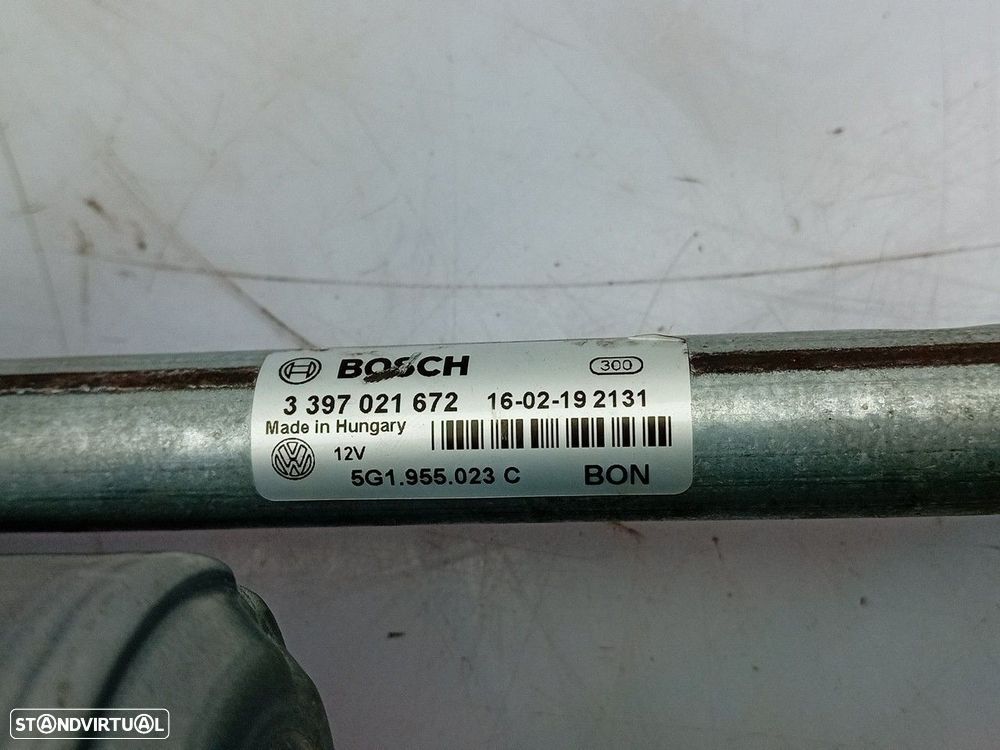 BOSCH 300
3 397 021 672 16-02-19 2131
Made in Hungary
12V
5G1.955.023 C BON
STANDVIRTUAL